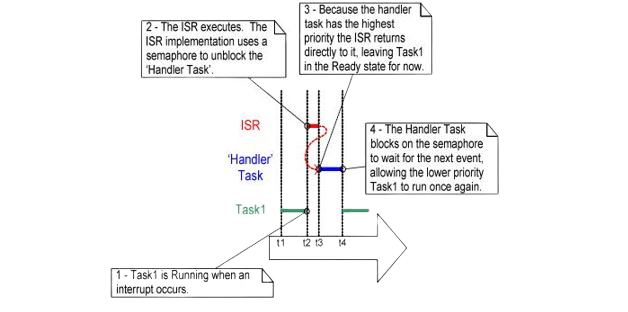 3 - Because the handler
task has the highest
priority the ISR returns
directly to it, leaving Task1
in the Ready state for now.
2 - The ISR executes. The
ISR implementation uses a
semaphore to unblock the
'Handler Task'.
ISR
'Handler'
Task
Task1
4 - The Handler Task
blocks on the semaphore
to wait for the next event,
allowing the lower priority
Task1 to run once again.
t1 t2 t3 t4
1 - Task1 is Running when an
interrupt occurs.